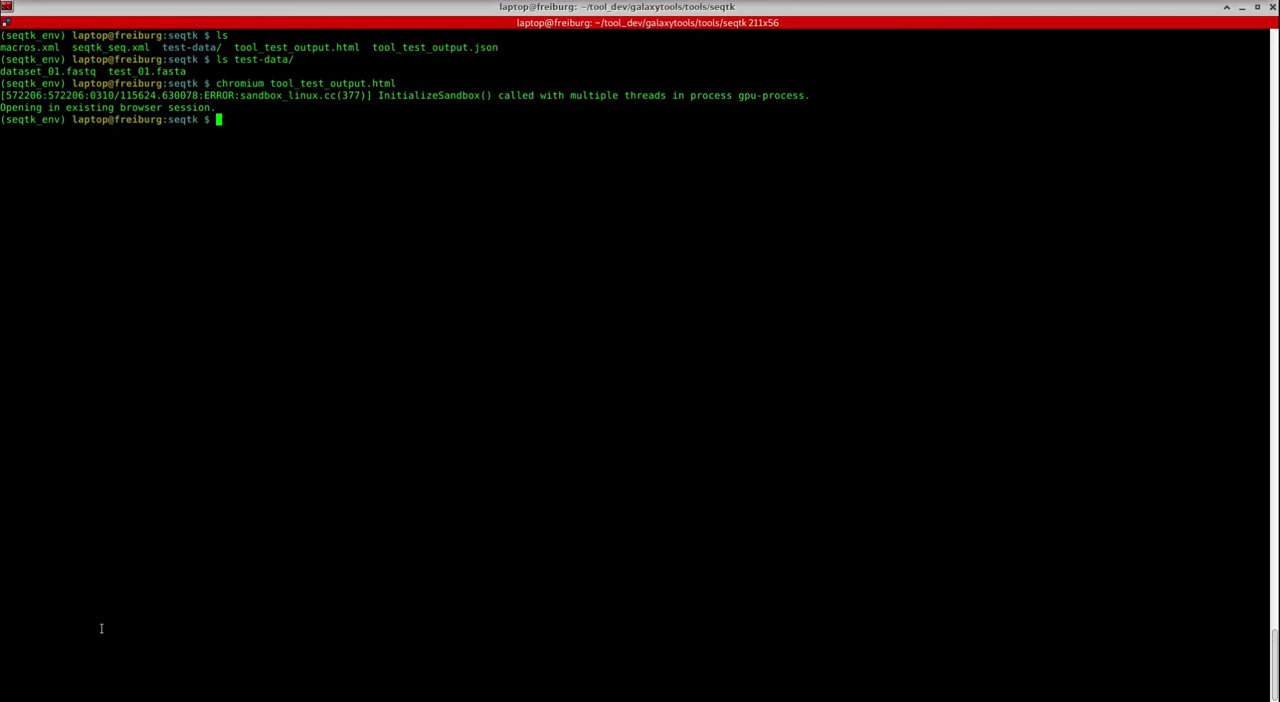 laptop@freiburg: ~/tool_dev/galaxytools/tools/seqtk
laptop@freiburg: ~/tool_dev/galaxytools/tools/seqtk 211x56
(seqtk_env) laptop@freiburg:seqtk $ ls
macros.xml  seqtk_seq.xml  test-data/  tool_test_output.html  tool_test_output.json
(seqtk_env) laptop@freiburg:seqtk $ ls test-data/
dataset_01.fastq  test_01.fasta
(seqtk_env) laptop@freiburg:seqtk $ chromium tool_test_output.html
[572206:572206:0310/115624.630078:ERROR:sandbox_linux.cc(377)] InitializeSandbox() called with multiple threads in process gpu-process.
Opening in existing browser session.
(seqtk_env) laptop@freiburg:seqtk $